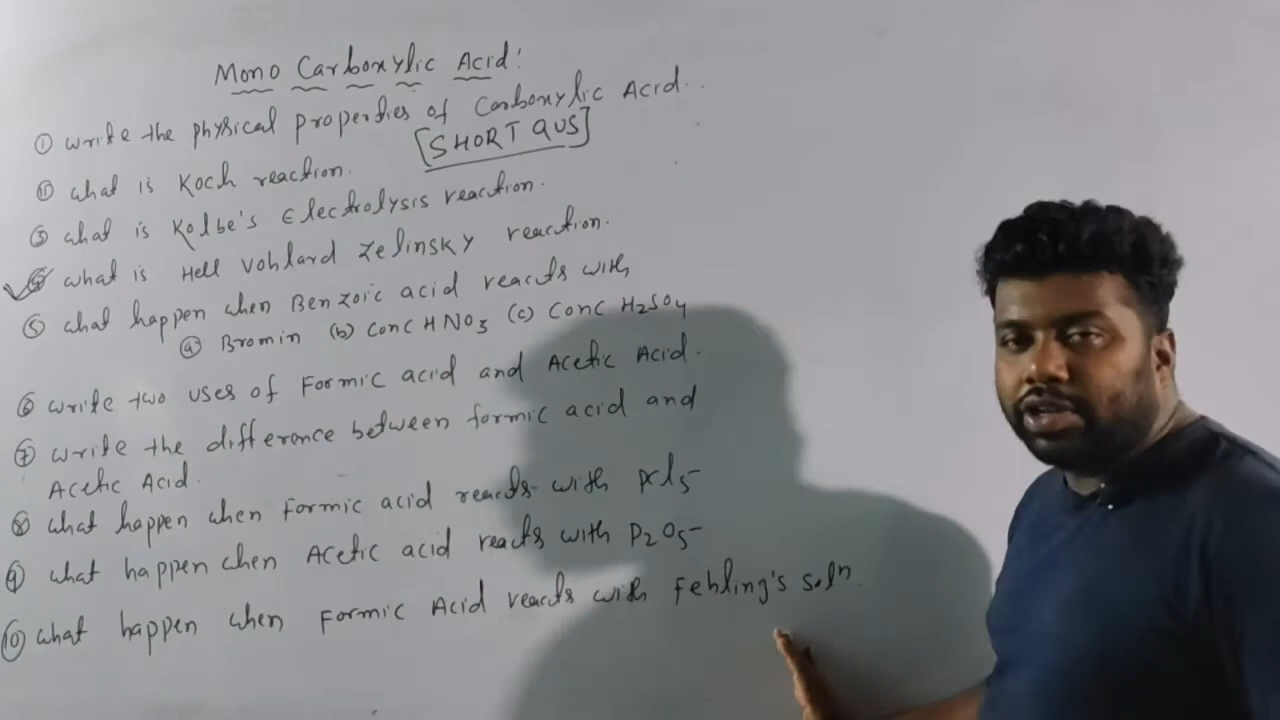 Mono Carboxylic Acid:
① write the physical properties of Carboxylic Acid..
[SHORT QUS]
⑪ what is Koch reaction.
③ what is Kolbe's Electrolysis reaction.
④ what is Hell Vohlard Zelinsky reaction.
⑤ what happen when Benzoic acid reacts with
ⓐ Bromin (b) Conc HNO3 (c) Conc H2SO4
⑥ write two uses of Formic acid and Acetic Acid.
⑦ write the difference between formic acid and
Acetic Acid.
⑧ what happen when Formic acid reacts with PCl5-
⑨ what happen when Acetic acid reacts with P2O5-
⑩ what happen when Formic Acid reacts with Fehling's soln.